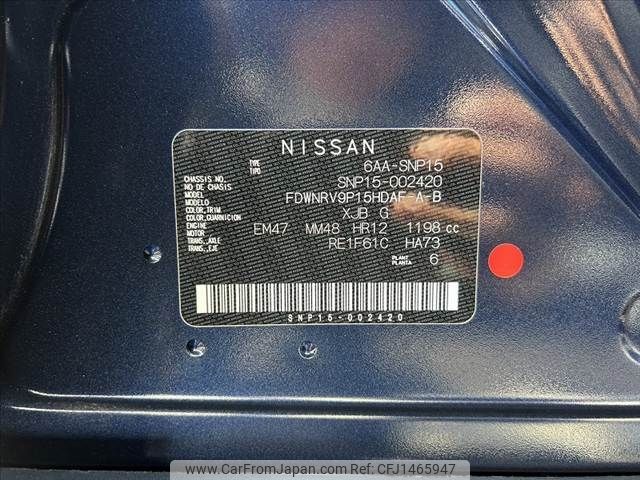 NISSAN
TYPE
TIPO
6AA-SNP15
CHASSIS NO.
NO DE CHASIS
SNP15-002420
MODEL
MODELO
FDWNRV9P15HDAF-A-B
COLOR,TRIM
COLOR,GUARNICION
XJB G
ENGINE
MOTOR
EM47 MM48 HR12 1198 cc
TRANS.,AXLE
TRANS.,EJE
RE1F61C HA73
PLANT
PLANTA
6
SNP15-002420
www.CarFromJapan.com - CFJ1465947